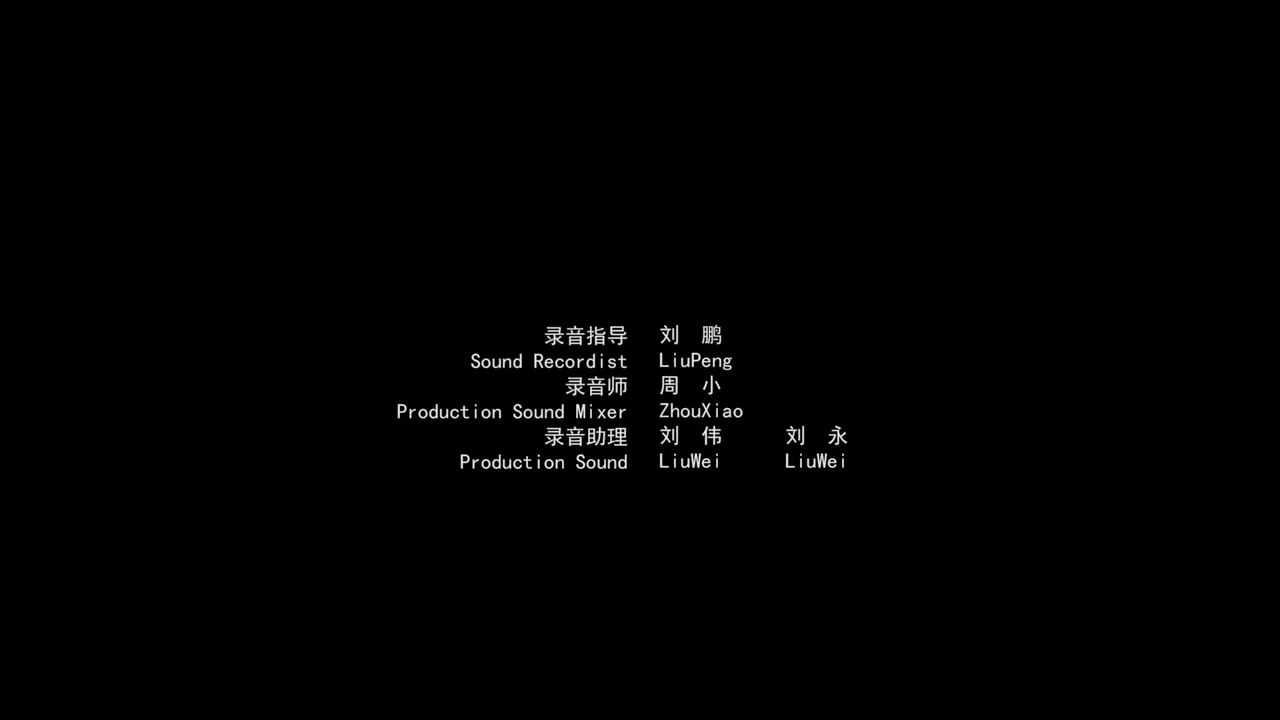 录音指导 刘 鹏
Sound Recordist LiuPeng
录音师 周 小
Production Sound Mixer ZhouXiao
录音助理 刘 伟 刘 永
Production Sound LiuWei LiuWei